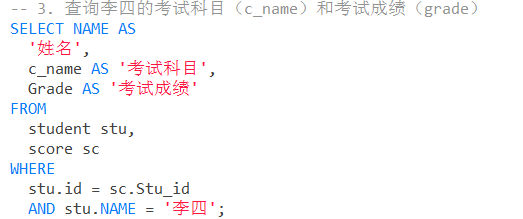 -- 3. 查询李四的考试科目（c_name）和考试成绩（grade）
SELECT NAME AS
'姓名',
c_name AS '考试科目',
Grade AS '考试成绩'
FROM
student stu,
score sc
WHERE
stu.id = sc.Stu_id
AND stu.NAME = '李四';